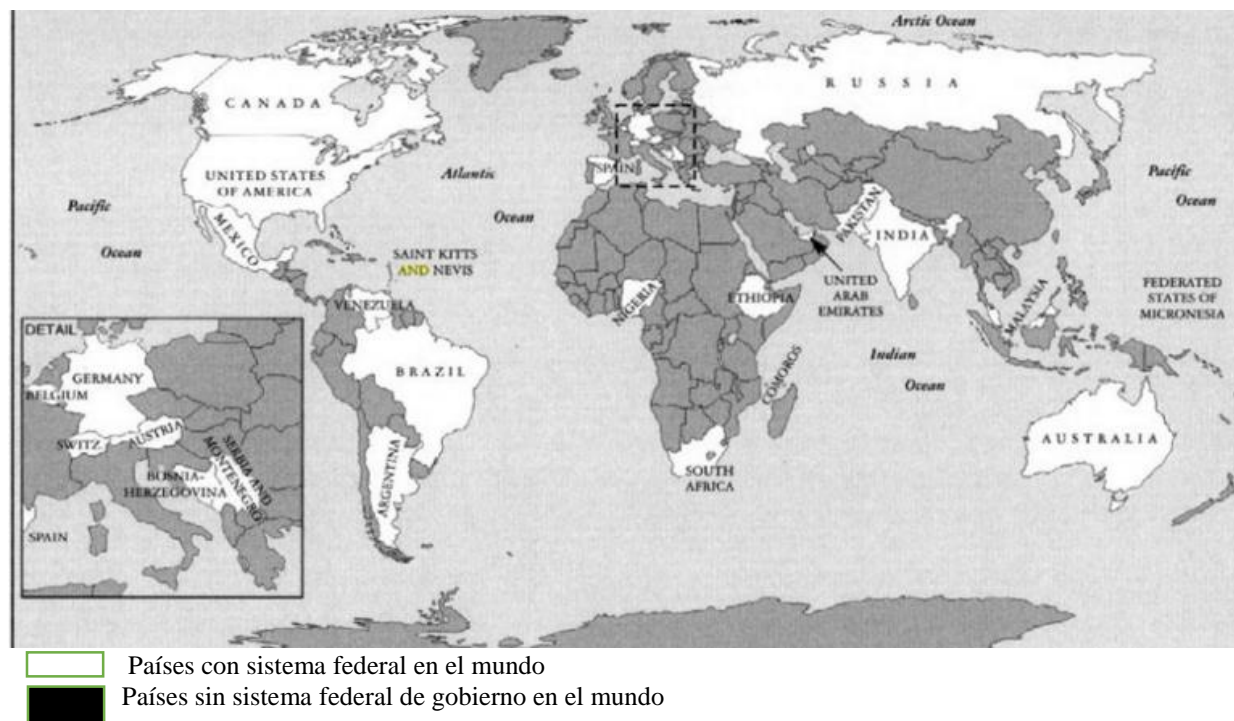 Arctic Ocean
RUSSIA
CANADA
UNITED STATES
OF AMERICA
Atlantic
Ocean
SPAIN
Pacific
Ocean
Pacific
Ocean
MEXICO
PAKISTAN
INDIA
SAINT KITTS
AND NEVIS
VENEZUELA
NIGERIA
ETHIOPIA
UNITED
ARAB
EMIRATES
MALAYSIA
FEDERATED
STATES OF
MICRONESIA
BRAZIL
COMOROS
Indian
Ocean
ARGENTINA
SOUTH
AFRICA
AUSTRALIA
DETAIL
GERMANY
BELGIUM
SWITZ
AUSTRIA
BOSNIA-
HERZEGOVINA
SERBIA AND
MONTENEGRO
SPAIN
Países con sistema federal en el mundo
Países sin sistema federal de gobierno en el mundo